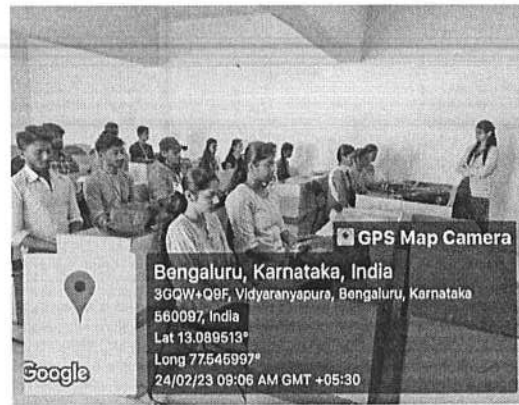 GPS Map Camera
Bengaluru, Karnataka, India
3GQW+Q9F, Vidyaranyapura, Bengaluru, Karnataka
560097, India
Lat 13.089513°
Long 77.545997°
24/02/23 09:06 AM GMT +05:30
Google